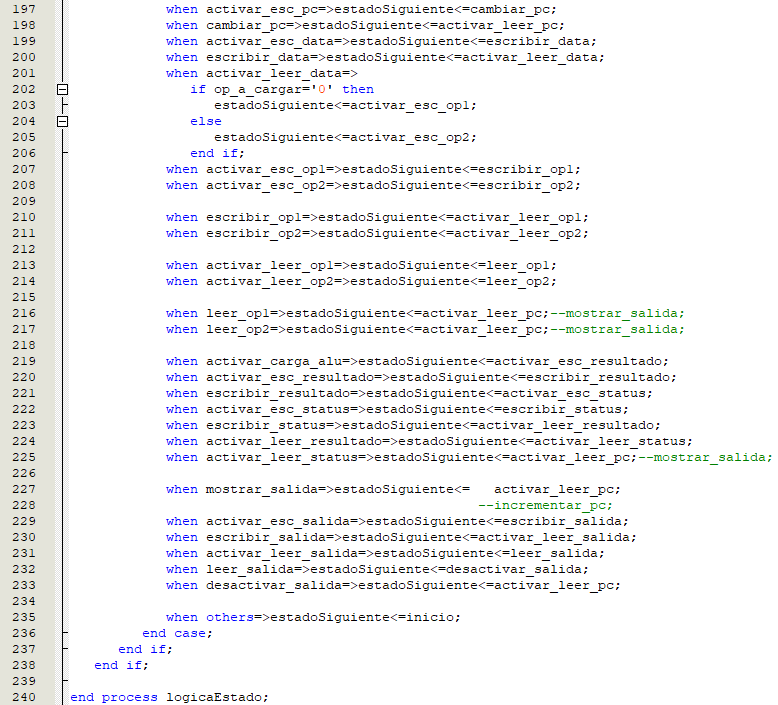 197 when activar_esc_pc=>estadoSiguiente<=cambiar_pc;
198 when cambiar_pc=>estadoSiguiente<=activar_leer_pc;
199 when activar_esc_data=>estadoSiguiente<=escribir_data;
200 when escribir_data=>estadoSiguiente<=activar_leer_data;
201 when activar_leer_data=>
202 if op_a_cargar='0' then
203 estadoSiguiente<=activar_esc_op1;
204 else
205 estadoSiguiente<=activar_esc_op2;
206 end if;
207 when activar_esc_op1=>estadoSiguiente<=escribir_op1;
208 when activar_esc_op2=>estadoSiguiente<=escribir_op2;
209
210 when escribir_op1=>estadoSiguiente<=activar_leer_op1;
211 when escribir_op2=>estadoSiguiente<=activar_leer_op2;
212
213 when activar_leer_op1=>estadoSiguiente<=leer_op1;
214 when activar_leer_op2=>estadoSiguiente<=leer_op2;
215
216 when leer_op1=>estadoSiguiente<=activar_leer_pc;--mostrar_salida;
217 when leer_op2=>estadoSiguiente<=activar_leer_pc;--mostrar_salida;
218
219 when activar_carga_alu=>estadoSiguiente<=activar_esc_resultado;
220 when activar_esc_resultado=>estadoSiguiente<=escribir_resultado;
221 when escribir_resultado=>estadoSiguiente<=activar_esc_status;
222 when activar_esc_status=>estadoSiguiente<=escribir_status;
223 when escribir_status=>estadoSiguiente<=activar_leer_resultado;
224 when activar_leer_resultado=>estadoSiguiente<=activar_leer_status;
225 when activar_leer_status=>estadoSiguiente<=activar_leer_pc;--mostrar_salida;
226
227 when mostrar_salida=>estadoSiguiente<= activar_leer_pc;
228 --incrementar_pc;
229 when activar_esc_salida=>estadoSiguiente<=escribir_salida;
230 when escribir_salida=>estadoSiguiente<=activar_leer_salida;
231 when activar_leer_salida=>estadoSiguiente<=leer_salida;
232 when leer_salida=>estadoSiguiente<=desactivar_salida;
233 when desactivar_salida=>estadoSiguiente<=activar_leer_pc;
234
235 when others=>estadoSiguiente<=inicio;
236 end case;
237 end if;
238 end if;
239
240 end process logicaEstado;